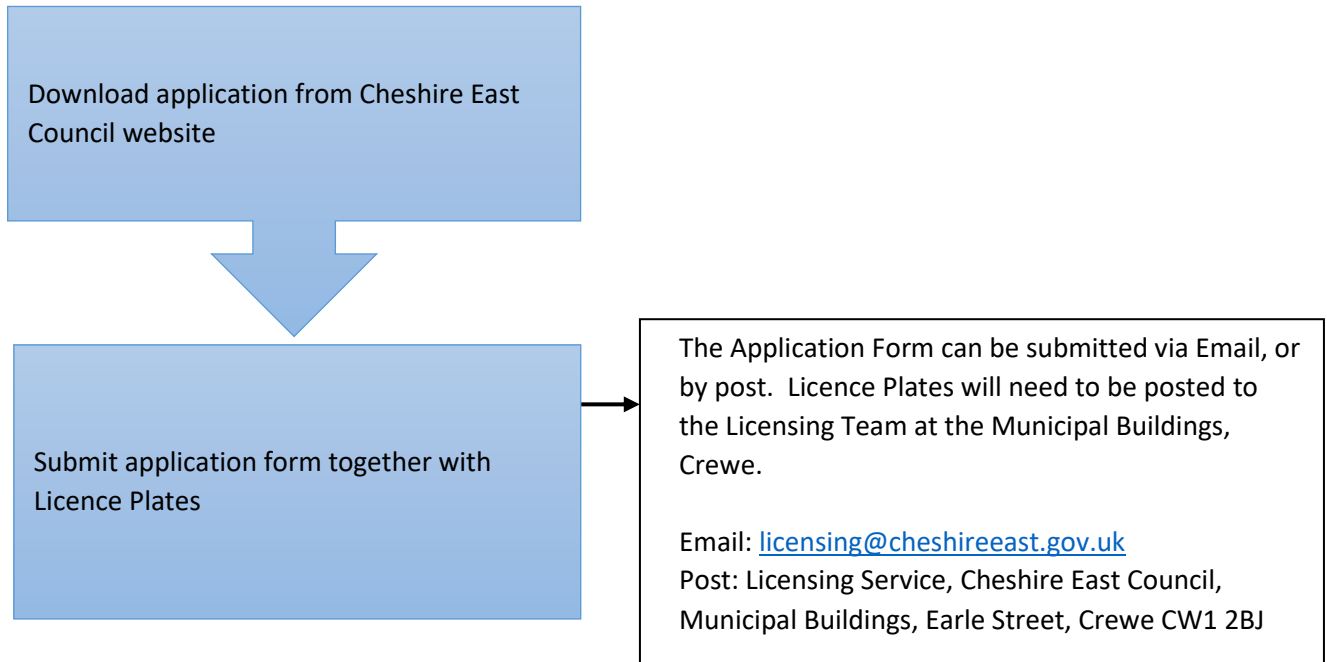 Download application from Cheshire East
Council website
Submit application form together with
Licence Plates
The Application Form can be submitted via Email, or
by post.  Licence Plates will need to be posted to
the Licensing Team at the Municipal Buildings,
Crewe.
Email: licensing@cheshireeast.gov.uk
Post: Licensing Service, Cheshire East Council,
Municipal Buildings, Earle Street, Crewe CW1 2BJ